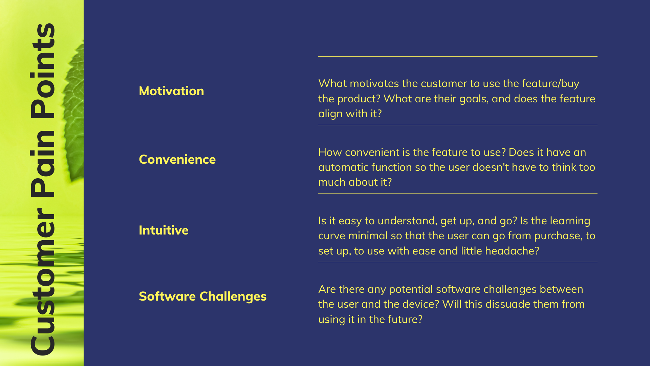 Customer Pain Points
Motivation
What motivates the customer to use the feature/buy
the product? What are their goals, and does the feature
align with it?
Convenience
How convenient is the feature to use? Does it have an
automatic function so the user doesn't have to think too
much about it?
Intuitive
Is it easy to understand, get up, and go? Is the learning
curve minimal so that the user can go from purchase, to
set up, to use with ease and little headache?
Software Challenges
Are there any potential software challenges between
the user and the device? Will this dissuade them from
using it in the future?